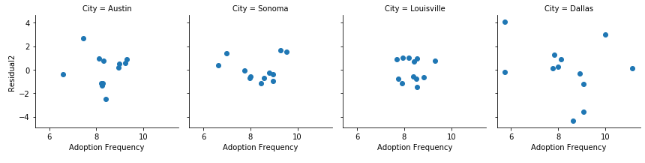 City = Austin
City = Sonoma
City = Louisville
City = Dallas
Residual2
4
2
0
−2
−4
6 8 10
6 8 10
6 8 10
6 8 10
Adoption Frequency
Adoption Frequency
Adoption Frequency
Adoption Frequency